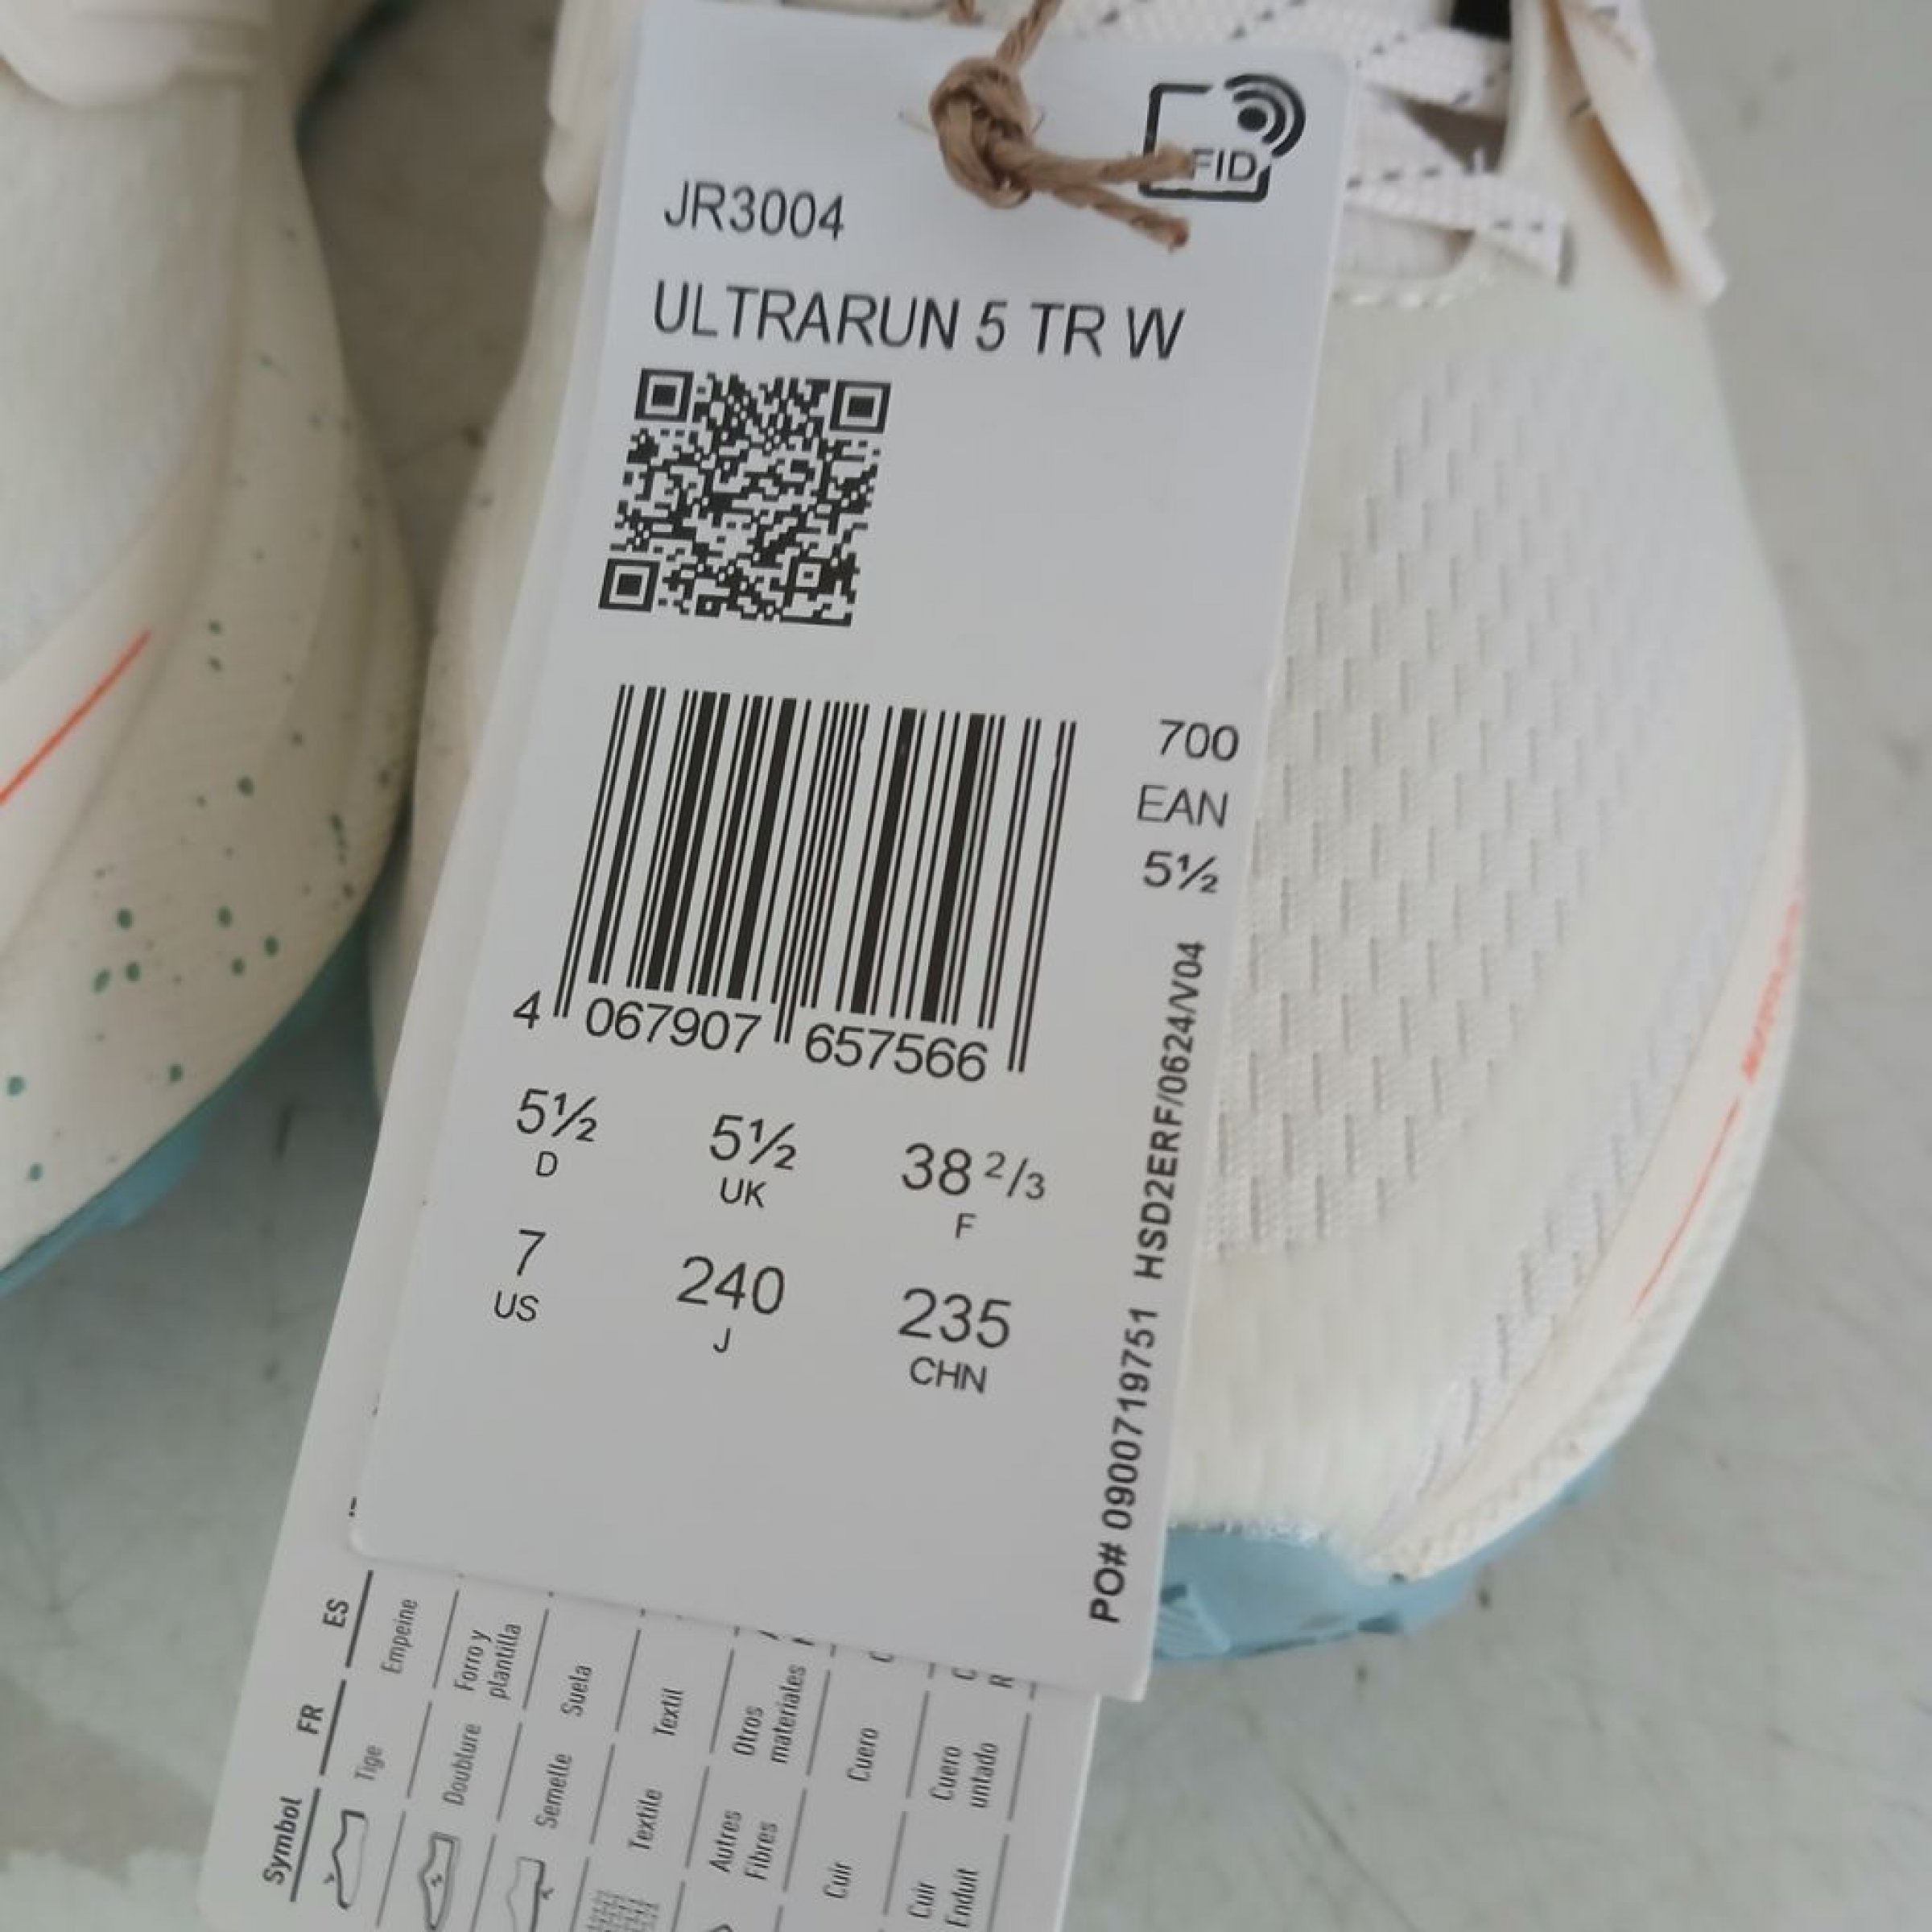 FID
JR3004
ULTRARUN 5 TR W
700
EAN
5½
4 067907 657566
5½
D
5½
UK
38 2/3
F
7
US
240
J
235
CHN
PO# 0900719751 HSD2ERF/0624/V04
Symbol FR ES
Tige Empeine
Doublure Forro y plantilla
Semelle Suela
Textile Textil
Autres Fibres Otros materiales
Cuir Cuero
Cuir Enduit Cuero untado